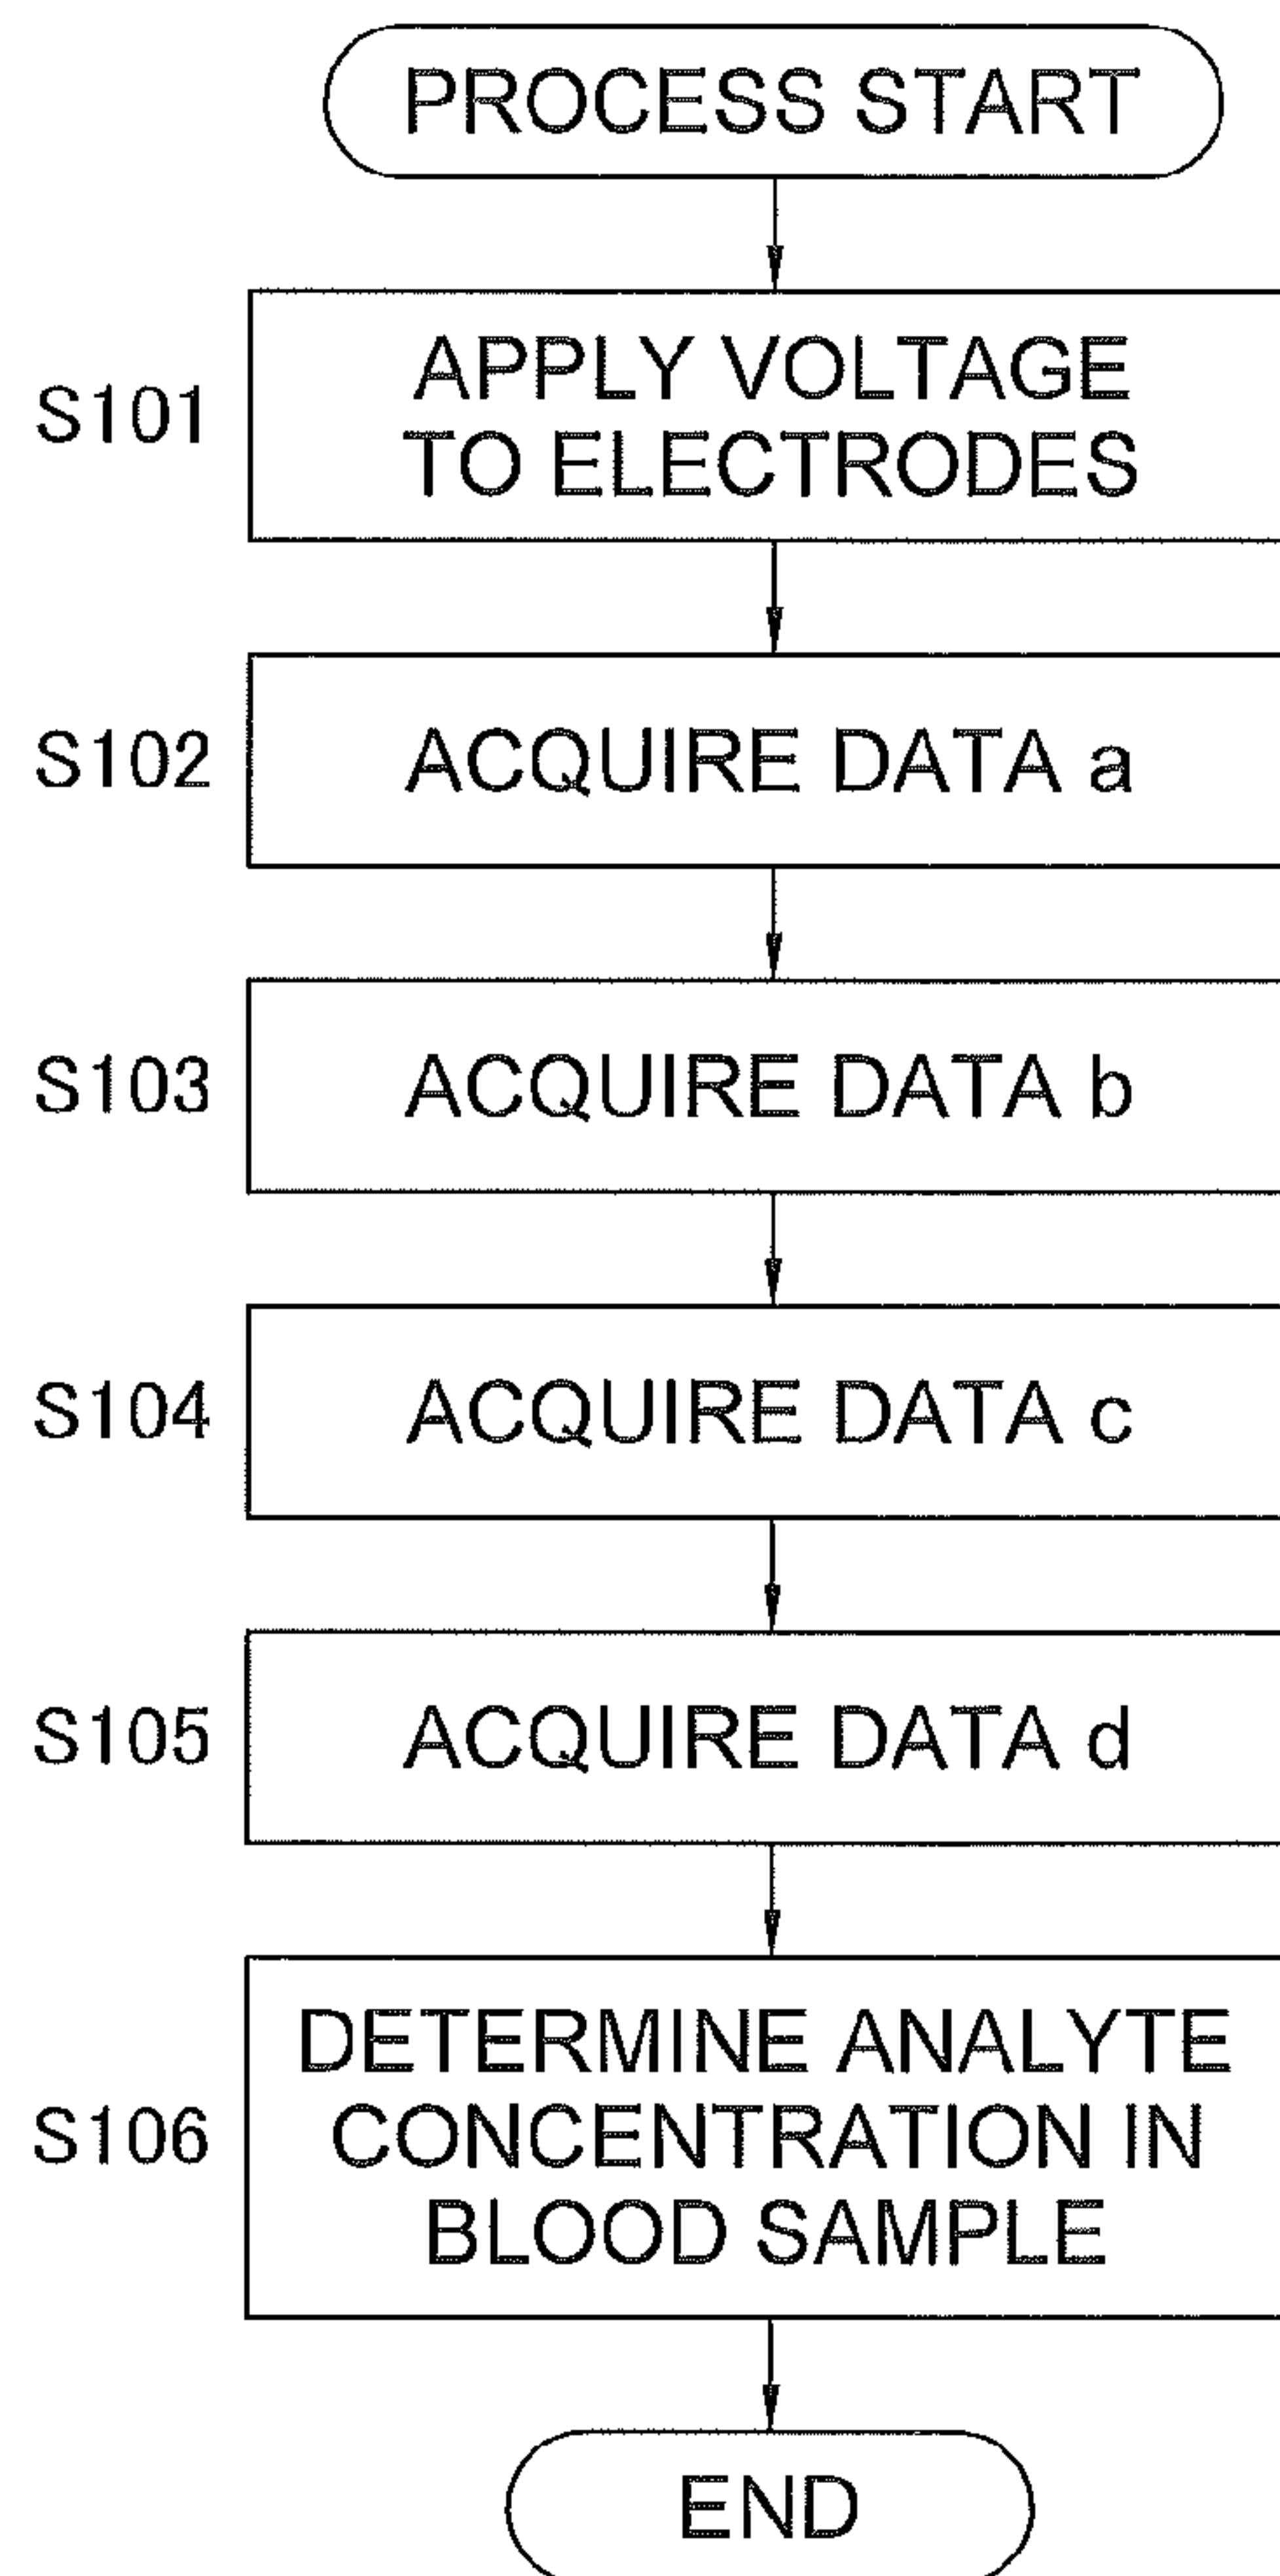 PROCESS START
S101
APPLY VOLTAGE
TO ELECTRODES
S102
ACQUIRE DATA a
S103
ACQUIRE DATA b
S104
ACQUIRE DATA c
S105
ACQUIRE DATA d
S106
DETERMINE ANALYTE
CONCENTRATION IN
BLOOD SAMPLE
END